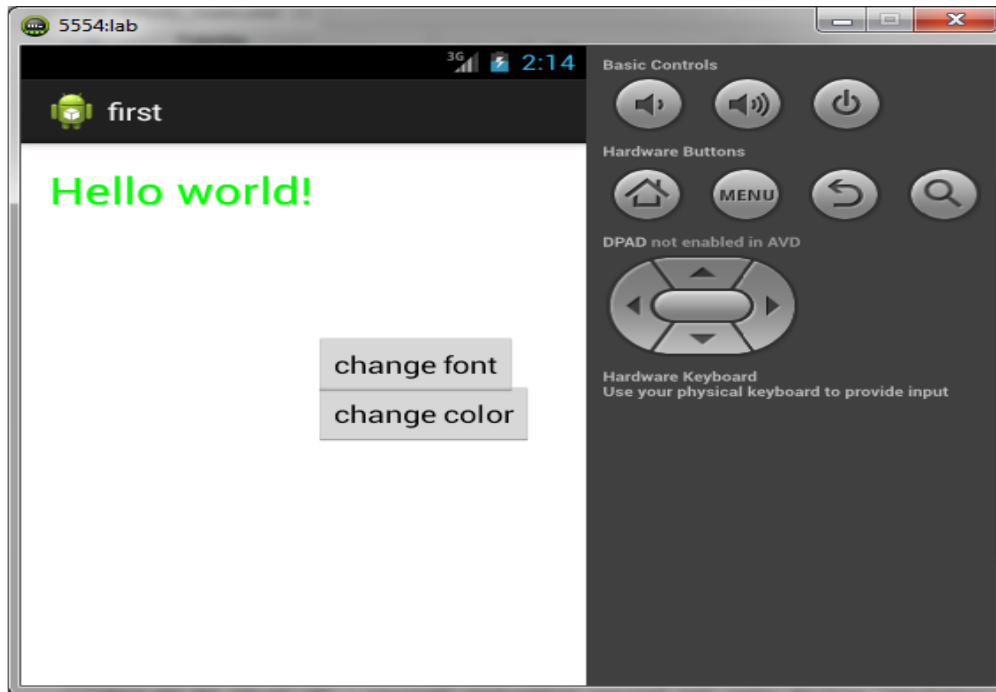 5554:lab
3G 2:14
first
Hello world!
change font
change color
Basic Controls
Hardware Buttons
MENU
DPAD not enabled in AVD
Hardware Keyboard
Use your physical keyboard to provide input